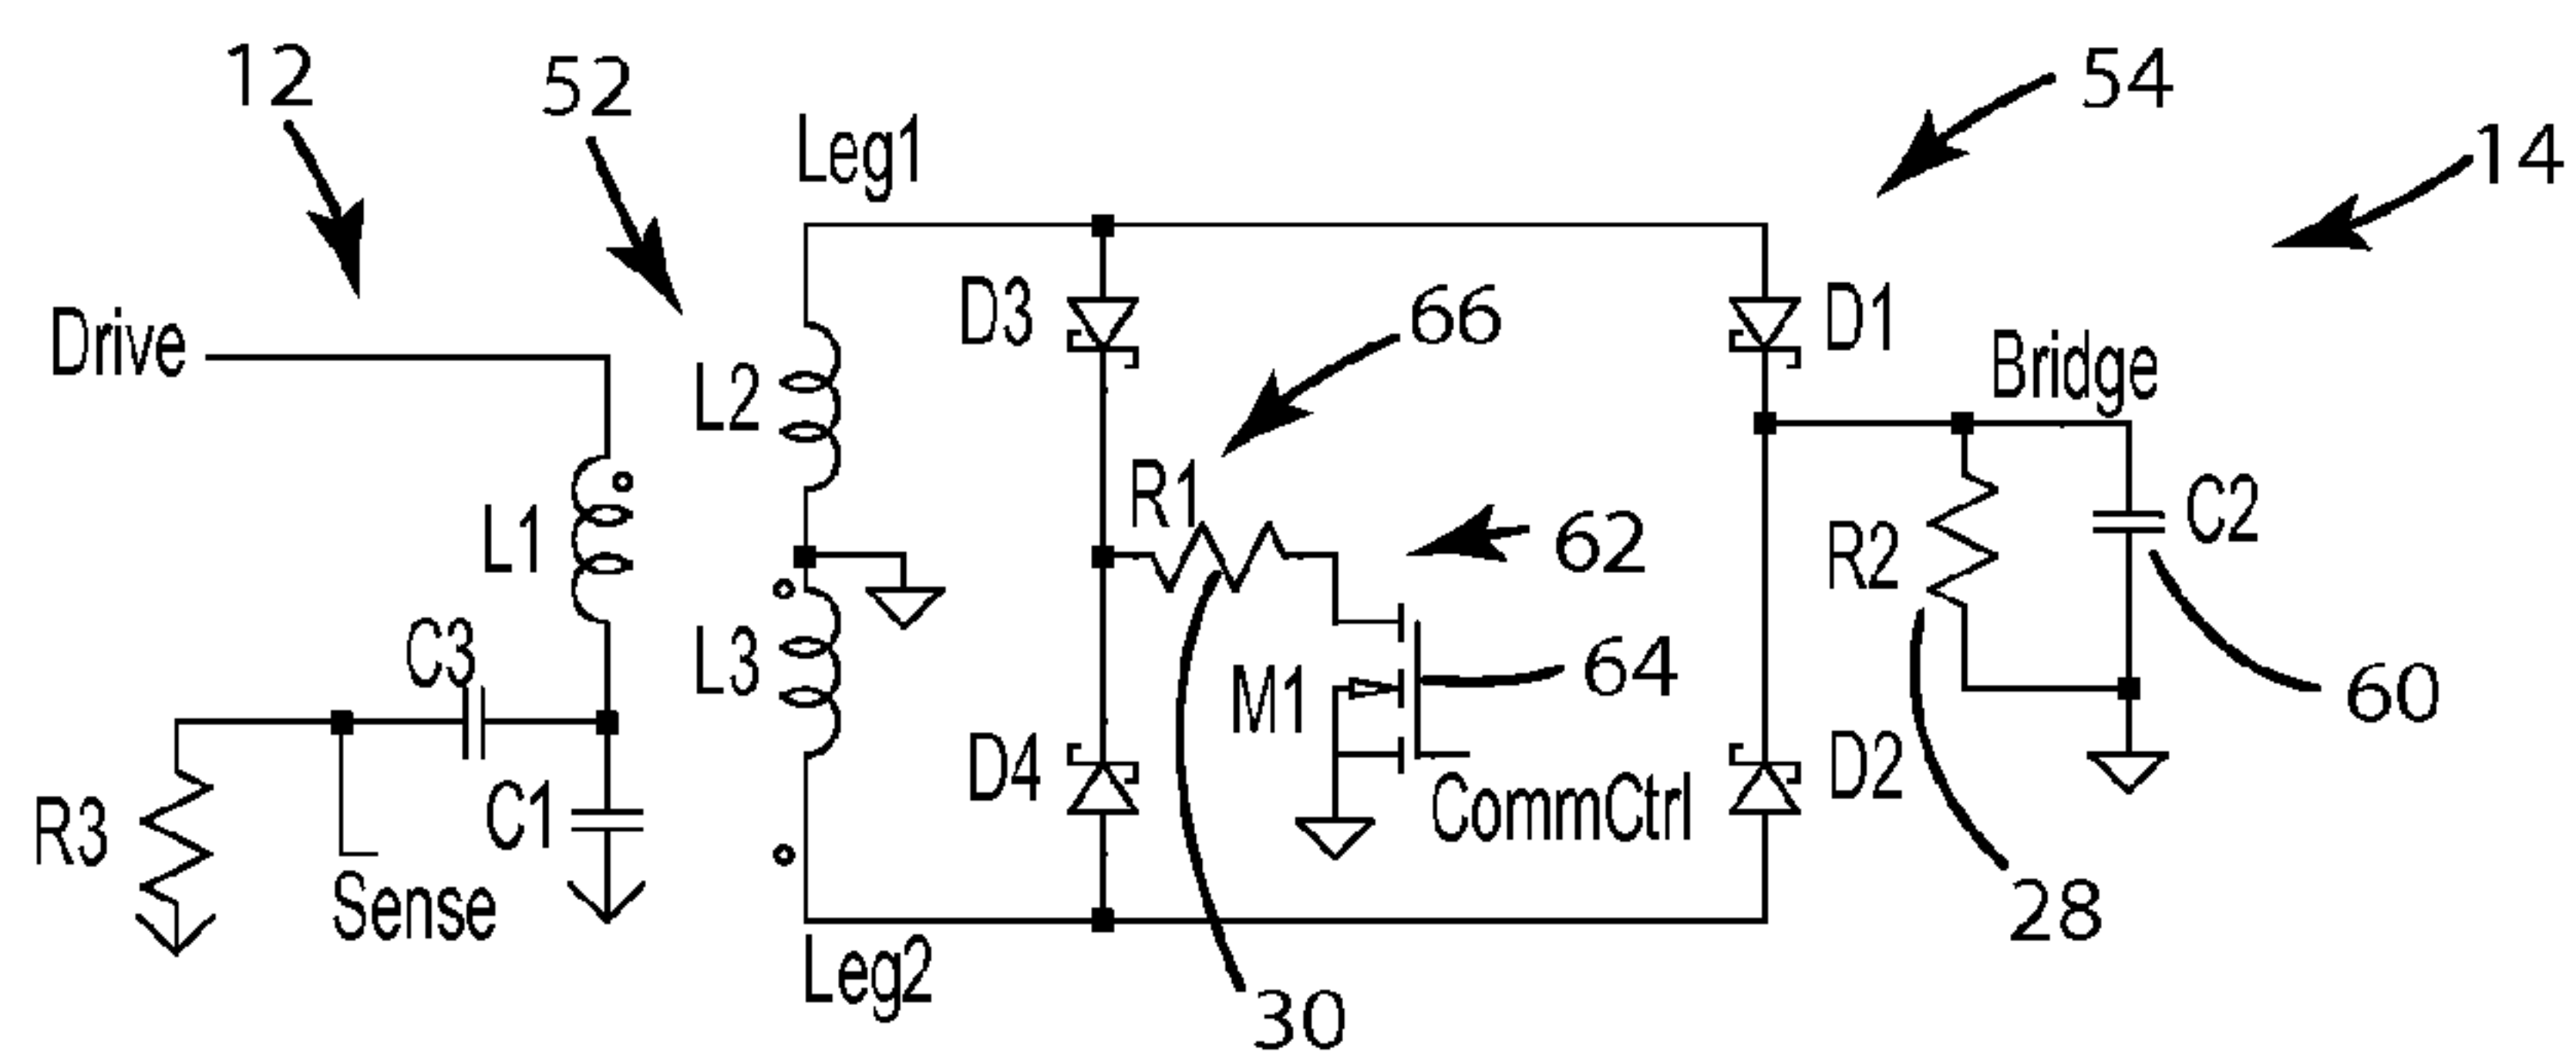 12
52
54
14
Leg1
Drive
D3
66
D1
Bridge
L2
R1
L1
62
R2
C2
C3
L3
M1
64
60
R3
C1
D4
CommCtrl
D2
Sense
Leg2
28
30